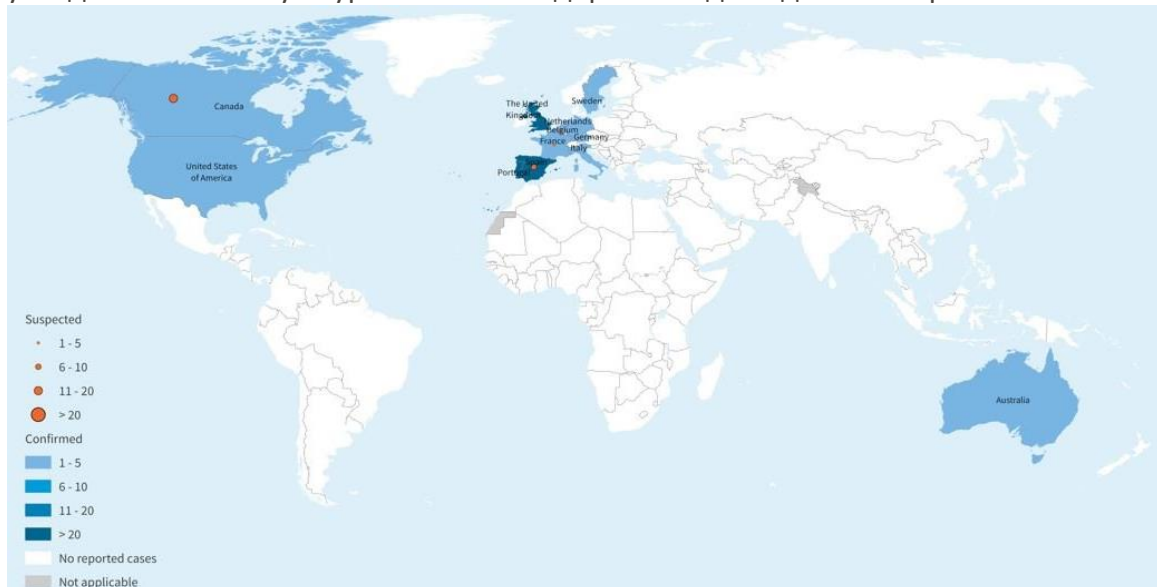 Canada
The United
Kingdom
Sweden
Netherlands
Belgium
Germany
France
Italy
United States
of America
Australia
Suspected
1 - 5
6 - 10
11 - 20
> 20
Confirmed
1 - 5
6 - 10
11 - 20
> 20
No reported cases
Not applicable